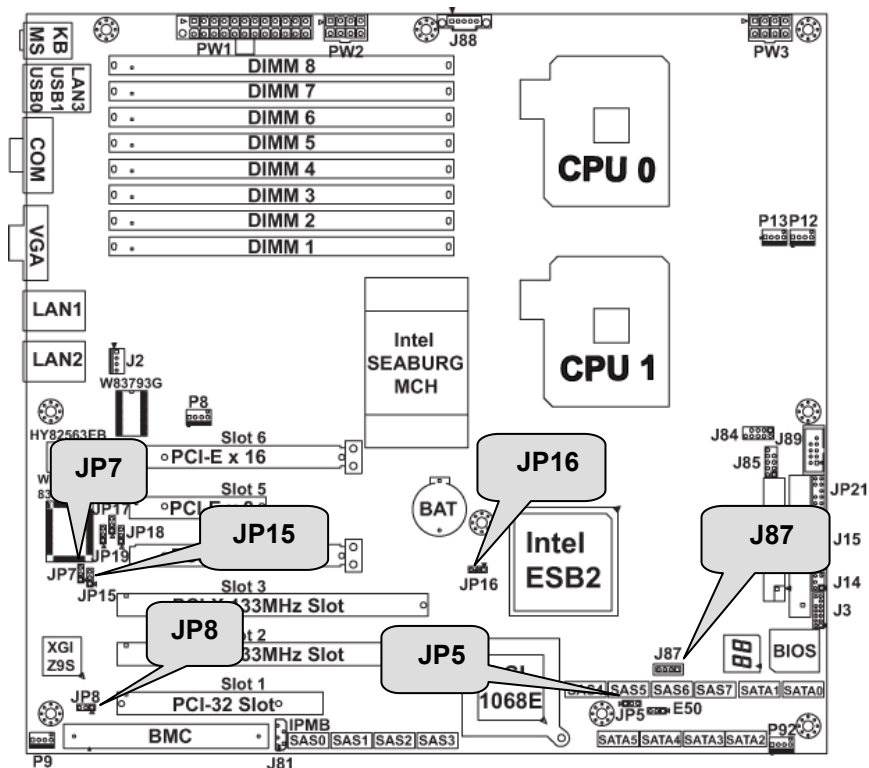 KB
MS
PW1
PW2
J88
PW3
LAN3
USB1
USB0
DIMM 8
DIMM 7
DIMM 6
DIMM 5
DIMM 4
DIMM 3
DIMM 2
DIMM 1
COM
VGA
CPU 0
P13
P12
LAN1
LAN2
J2
W83793G
P8
Intel
SEABURG
MCH
CPU 1
HY82563EB
Slot 6
PCI-E x 16
J84
J89
J85
JP7
JP16
Slot 5
BAT
JP21
JP17
JP18
JP19
JP15
J87
Intel
ESB2
J15
JP7
JP15
JP16
J14
J3
Slot 3
133MHz Slot
JP8
Slot 2
33MHz Slot
JP5
XGI
Z9S
J87
BIOS
Slot 1
PCI-32 Slot
1068E
SAS5
SAS6
SAS7
SATA1
SATA0
JP8
JP5
E50
IPMB
BMC
SAS0
SAS1
SAS2
SAS3
SATA5
SATA4
SATA3
SATA2
P92
P9
J81